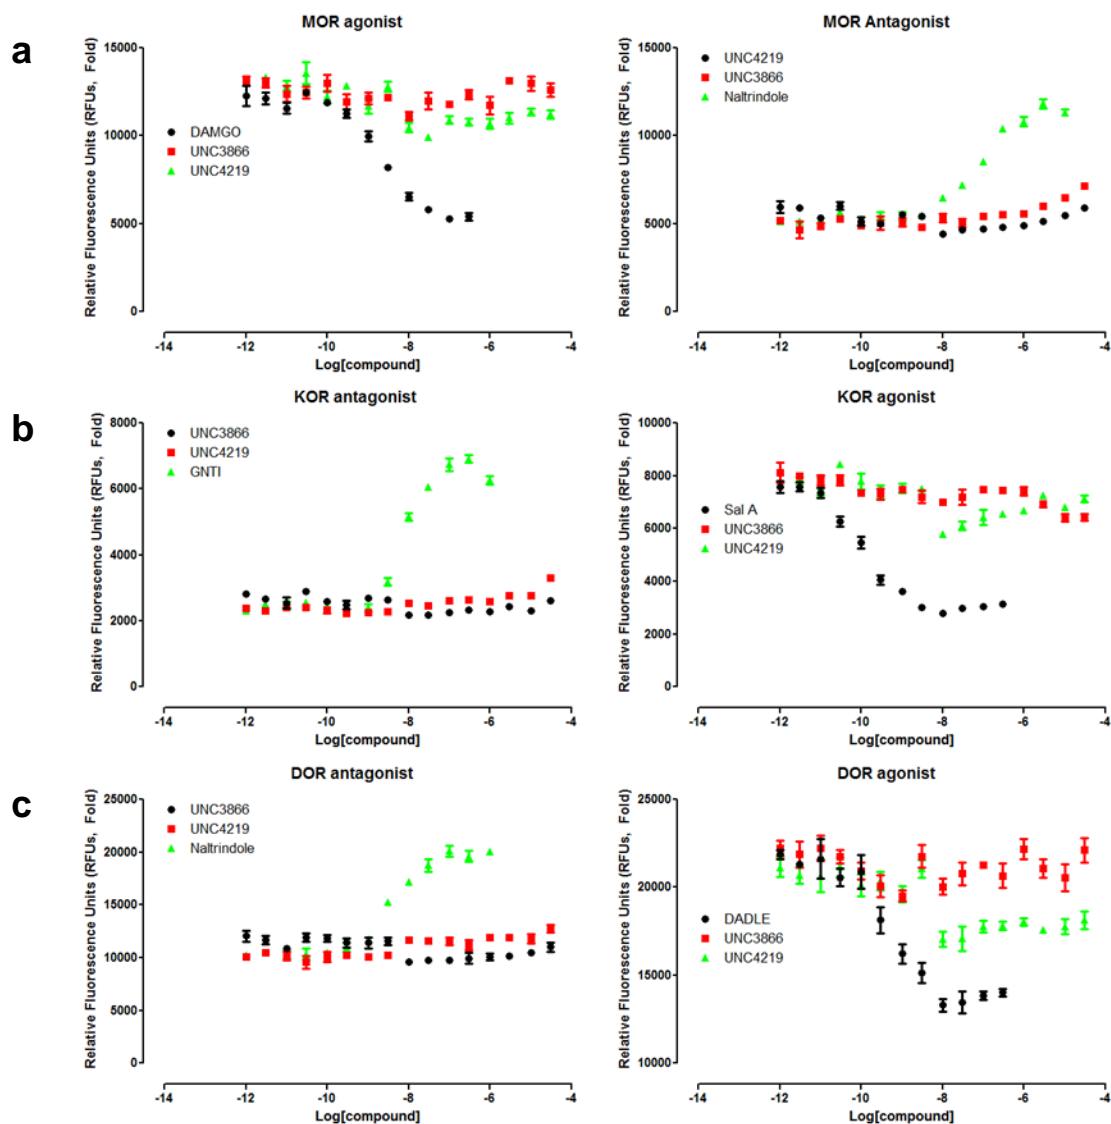 a
MOR agonist
Relative Fluorescence Units (RFUs, Fold)
15000
10000
5000
0
DAMGO
UNC3866
UNC4219
-14 -12 -10 -8 -6 -4
Log[compound]
MOR Antagonist
Relative Fluorescence Units (RFUs, Fold)
15000
10000
5000
0
UNC4219
UNC3866
Naltrindole
-14 -12 -10 -8 -6 -4
Log[compound]
b
KOR antagonist
Relative Fluorescence Units (RFUs, Fold)
8000
6000
4000
2000
0
UNC3866
UNC4219
GNTI
-14 -12 -10 -8 -6 -4
Log[compound]
KOR agonist
Relative Fluorescence Units (RFUs, Fold)
10000
8000
6000
4000
2000
0
Sal A
UNC3866
UNC4219
-14 -12 -10 -8 -6 -4
Log[compound]
c
DOR antagonist
Relative Fluorescence Units (RFUs, Fold)
25000
20000
15000
10000
5000
0
UNC3866
UNC4219
Naltrindole
-14 -12 -10 -8 -6 -4
Log[compound]
DOR agonist
Relative Fluorescence Units (RFUs, Fold)
25000
20000
15000
10000
DADLE
UNC3866
UNC4219
-14 -12 -10 -8 -6 -4
Log[compound]